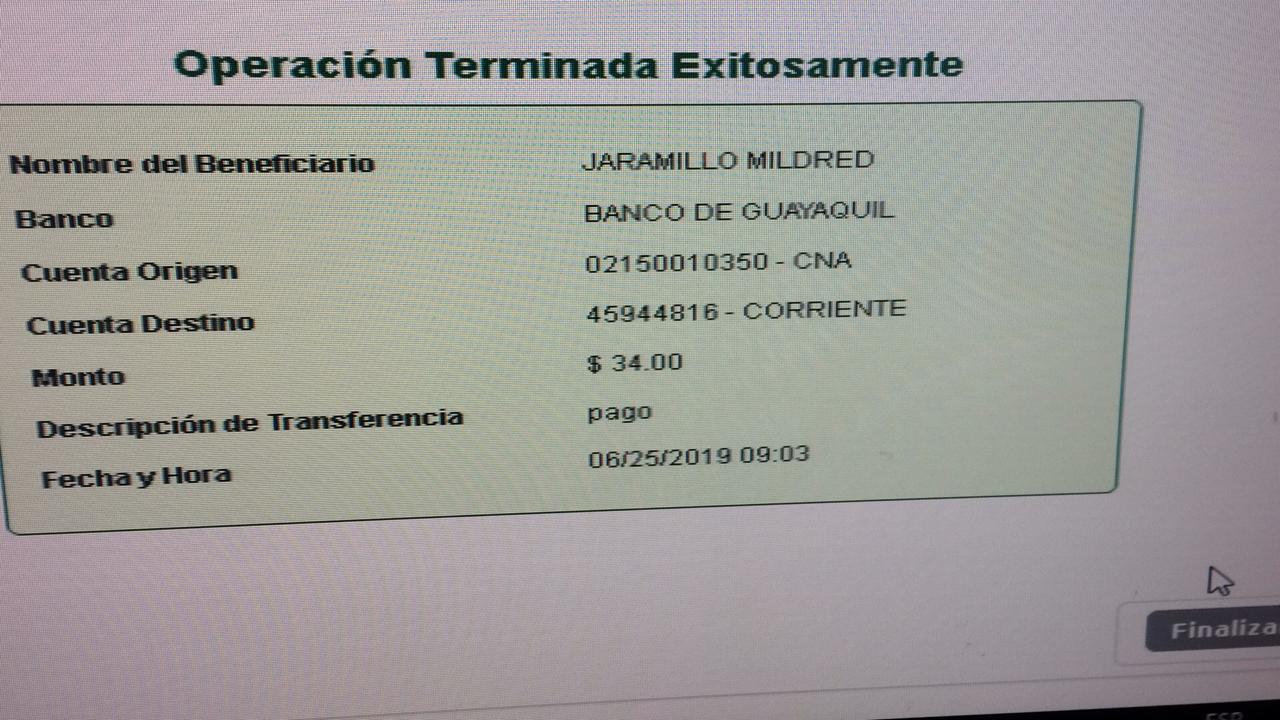 Operación Terminada Exitosamente
Nombre del Beneficiario JARAMILLO MILDRED
Banco BANCO DE GUAYAQUIL
Cuenta Origen 02150010350 - CNA
Cuenta Destino 45944816 - CORRIENTE
Monto $ 34.00
Descripción de Transferencia pago
Fecha y Hora 06/25/2019 09:03
Finaliza